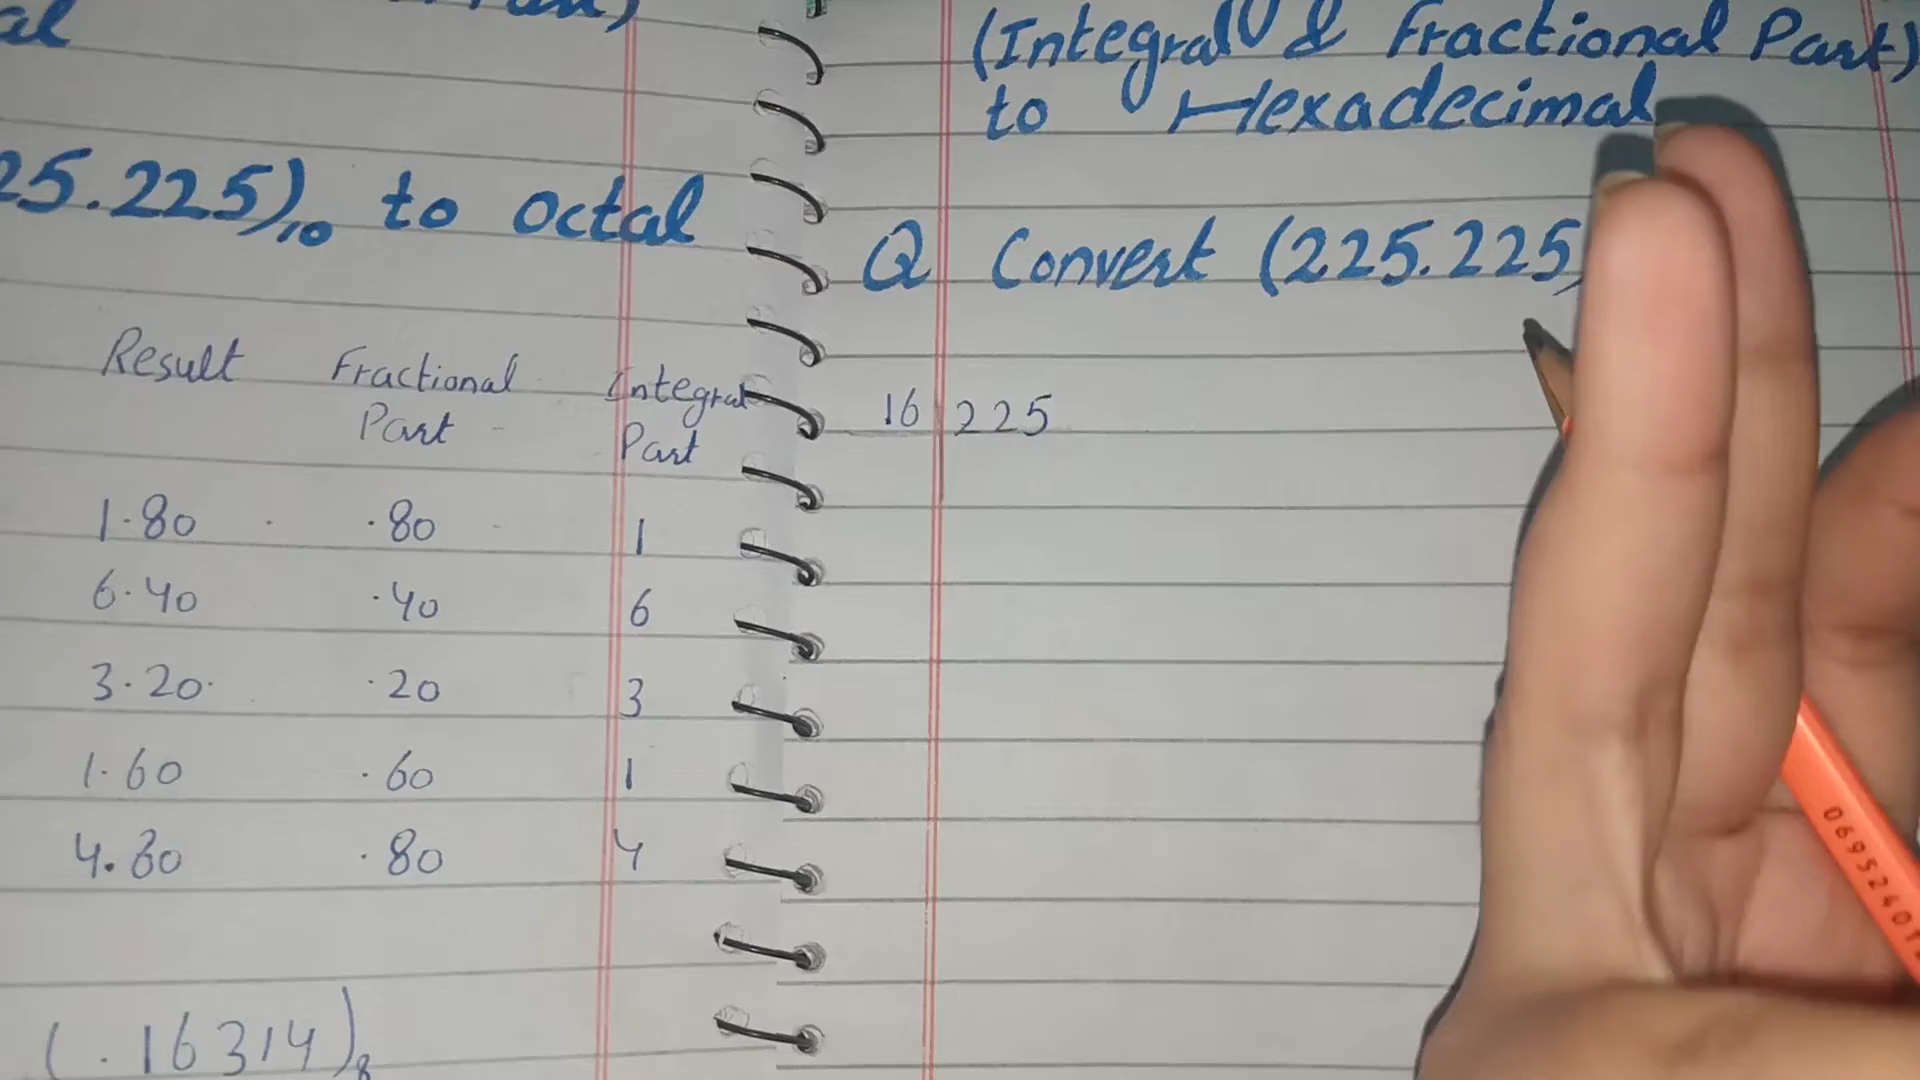 al
25.225)10 to Octal
Result Fractional Part Integral Part
1.80 .80 1
6.40 .40 6
3.20 .20 3
1.60 .60 1
4.80 .80 4
(.16314)8
(Integral & Fractional Part)
to Hexadecimal
Q Convert (225.225)
16 225